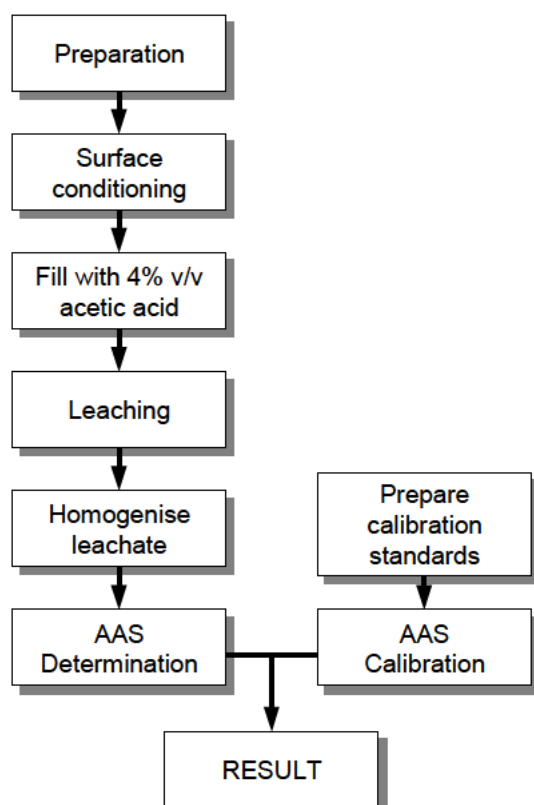 Preparation
Surface
conditioning
Fill with 4% v/v
acetic acid
Leaching
Homogenise
leachate
Prepare
calibration
standards
AAS
Determination
AAS
Calibration
RESULT